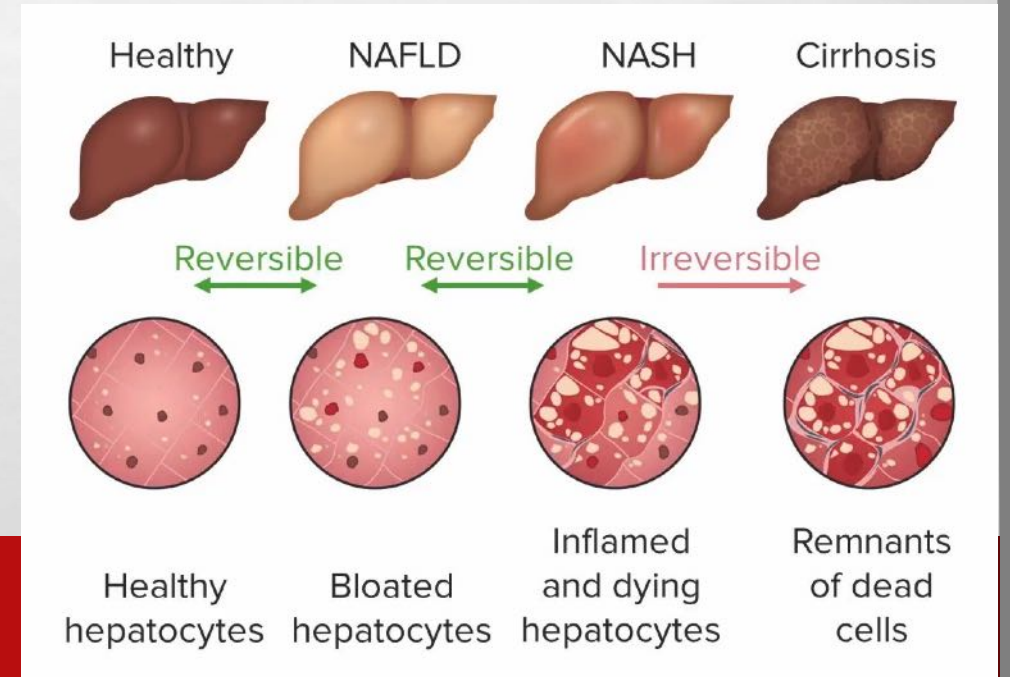 Healthy
NAFLD
NASH
Cirrhosis
Reversible
Reversible
Irreversible
Healthy
hepatocytes
Bloated
hepatocytes
Inflamed
and dying
hepatocytes
Remnants
of dead
cells